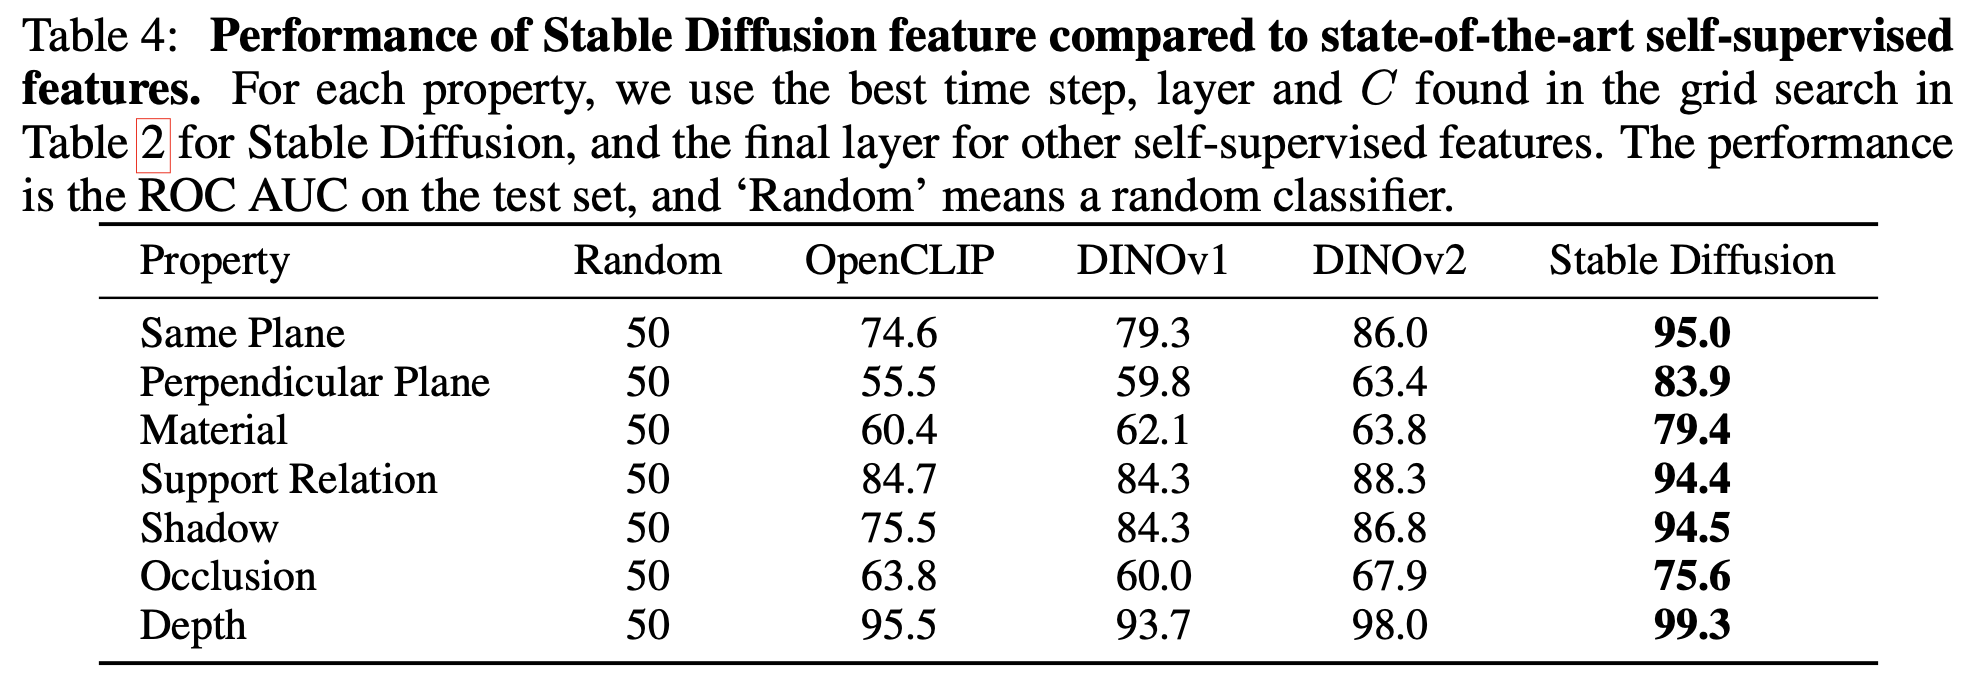 Table 4: Performance of Stable Diffusion feature compared to state-of-the-art self-supervised
features. For each property, we use the best time step, layer and C found in the grid search in
Table 2 for Stable Diffusion, and the final layer for other self-supervised features. The performance
is the ROC AUC on the test set, and ‘Random’ means a random classifier.
Property Random OpenCLIP DINOv1 DINOv2 Stable Diffusion
Same Plane 50 74.6 79.3 86.0 95.0
Perpendicular Plane 50 55.5 59.8 63.4 83.9
Material 50 60.4 62.1 63.8 79.4
Support Relation 50 84.7 84.3 88.3 94.4
Shadow 50 75.5 84.3 86.8 94.5
Occlusion 50 63.8 60.0 67.9 75.6
Depth 50 95.5 93.7 98.0 99.3